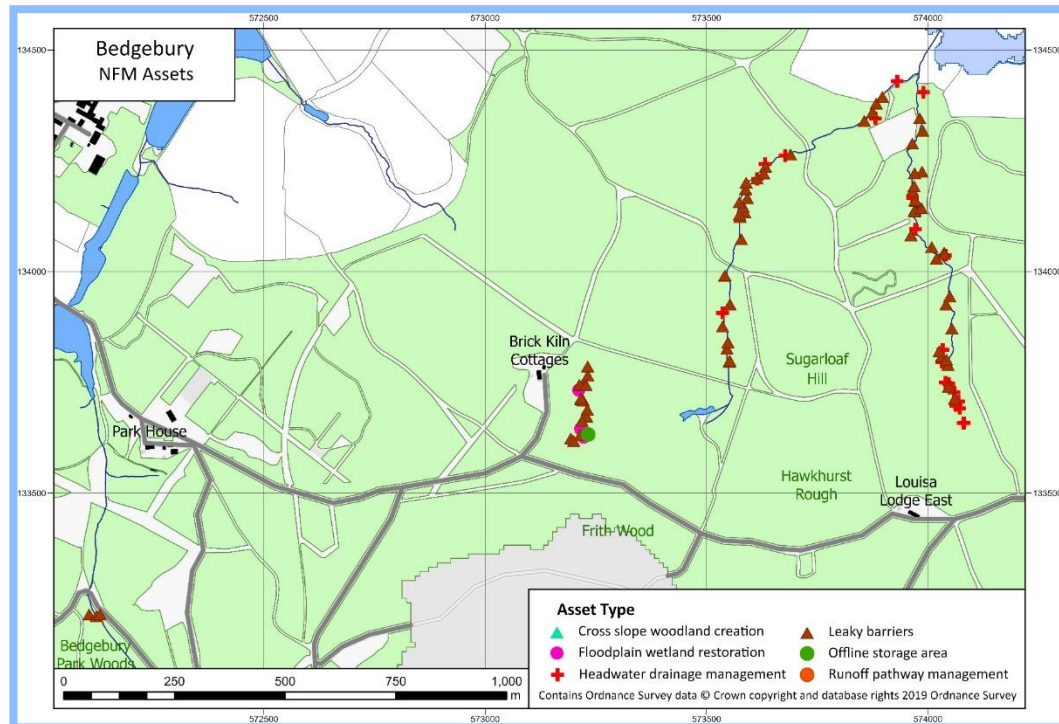 572500
573000
573500
574000
Bedgebury
NFM Assets
134500
134500
134000
134000
Brick Kiln
Cottages
Sugarloaf
Hill
Park House
Hawkhurst
Rough
Louisa
Lodge East
133500
133500
Frith Wood
Bedgebury
Park Woods
Asset Type
Cross slope woodland creation
Leaky barriers
Floodplain wetland restoration
Offline storage area
Headwater drainage management
Runoff pathway management
Contains Ordnance Survey data © Crown copyright and database rights 2019 Ordnance Survey
0 250 500 750 1,000
m
572500
573000
573500
574000